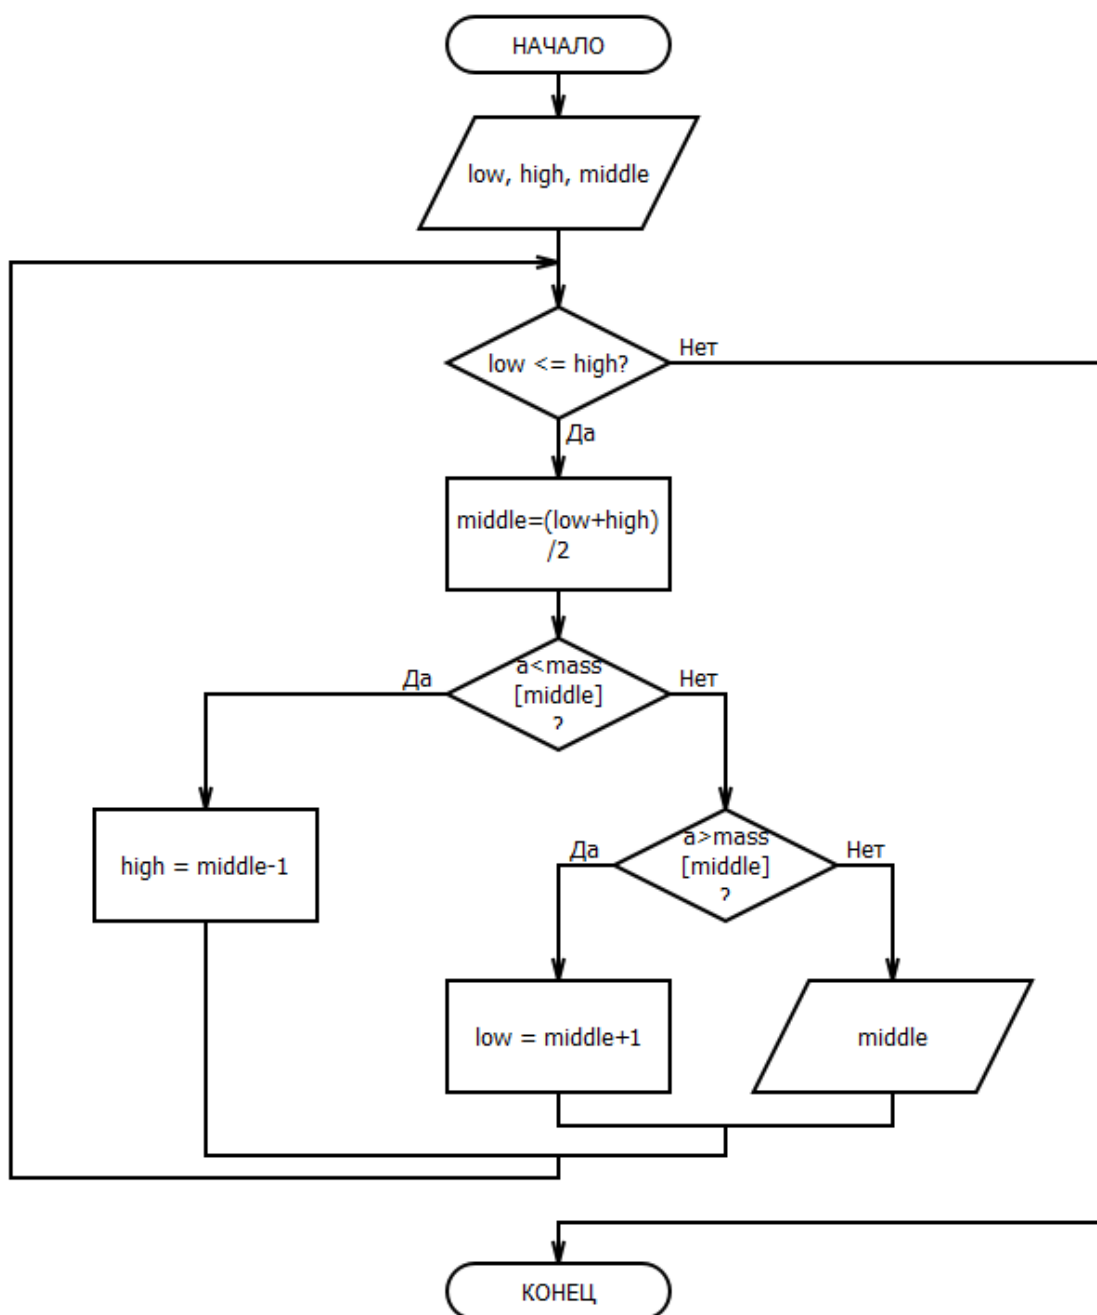 НАЧАЛО
low, high, middle
low <= high?
Нет
Да
middle=(low+high)
/2
a<mass
[middle]
?
Да
Нет
high = middle-1
a>mass
[middle]
?
Да
Нет
low = middle+1
middle
КОНЕЦ